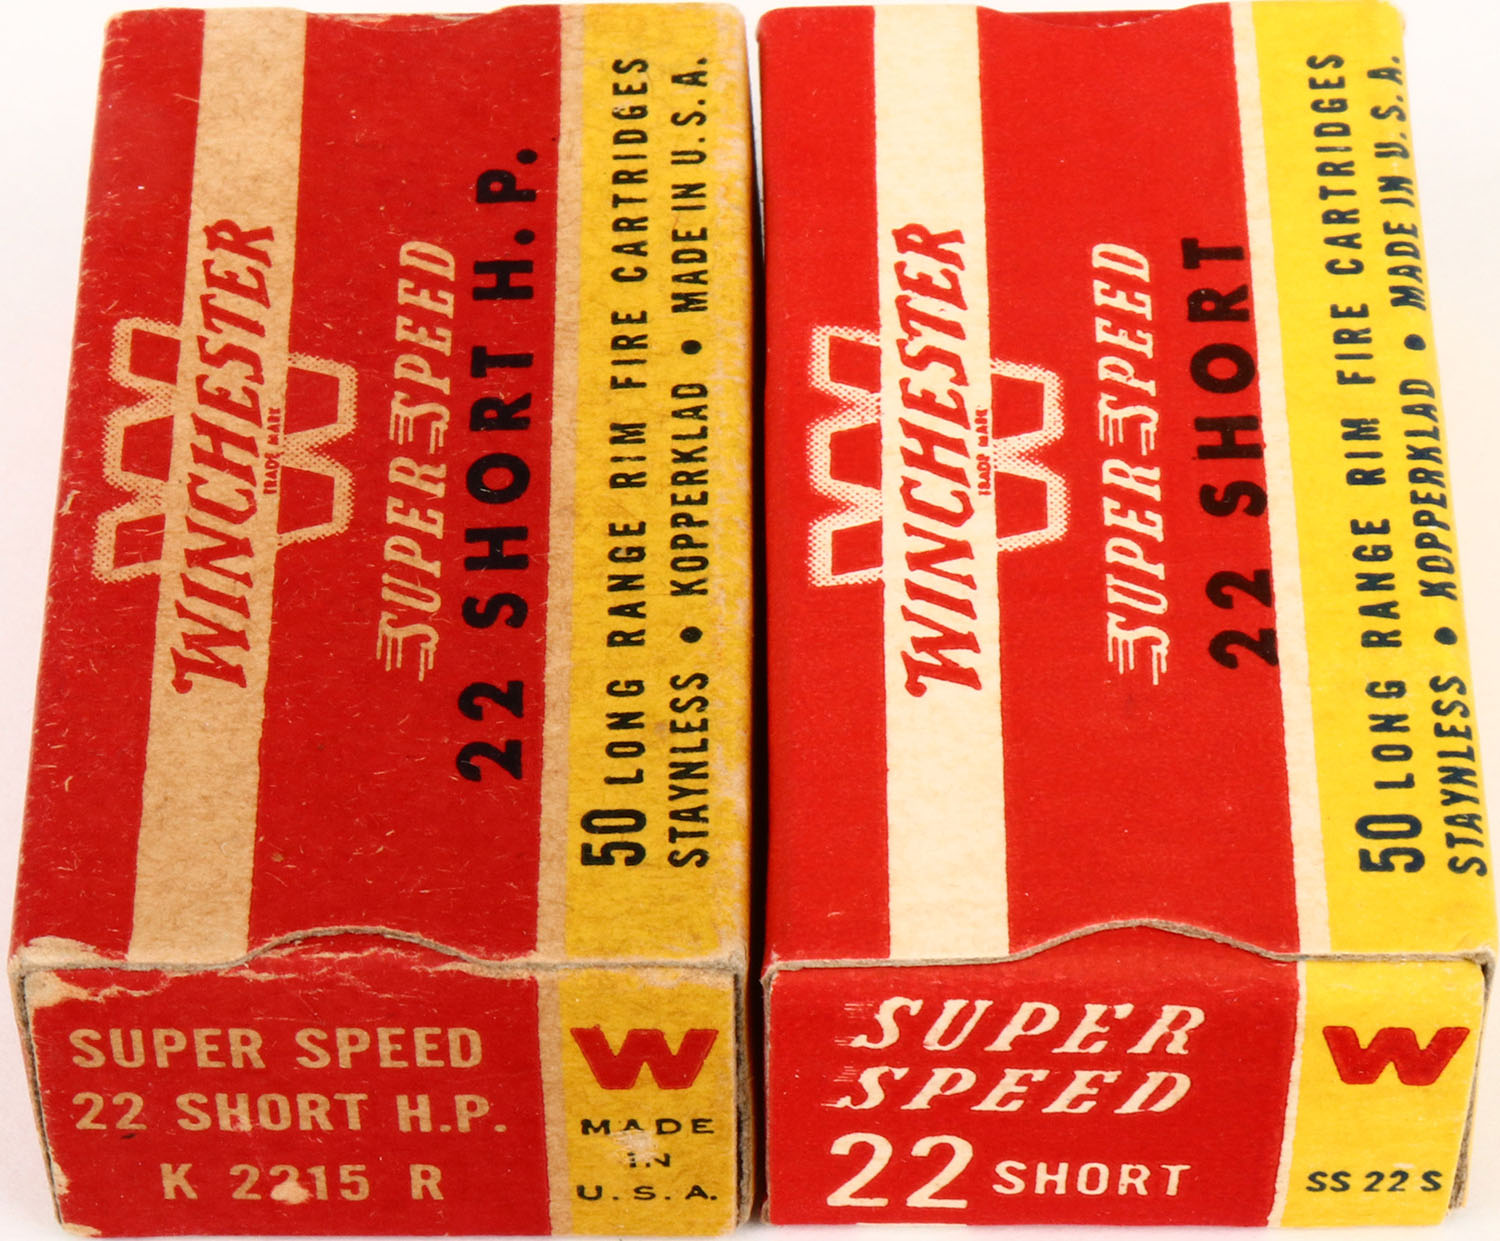 W
WINCHESTER
TRADE MARK
SUPER-SPEED
22 SHORT H.P.
50 LONG RANGE RIM FIRE CARTRIDGES
STAYNLESS • KOPPERKLAD • MADE IN U.S.A.
SUPER SPEED
22 SHORT H.P.
K 2215 R
W
MADE
IN
U.S.A.
W
WINCHESTER
TRADE MARK
SUPER-SPEED
22 SHORT
50 LONG RANGE RIM FIRE CARTRIDGES
STAYNLESS • KOPPERKLAD • MADE IN U.S.A.
SUPER
SPEED
22 SHORT
W
SS 22 S